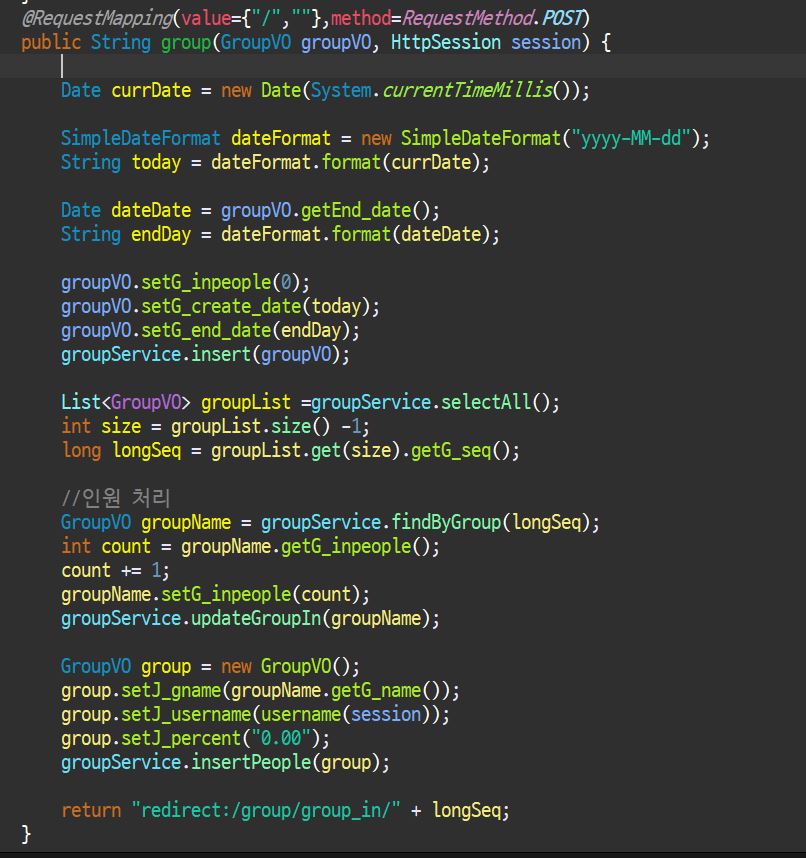 @RequestMapping(value={"/",""},method=RequestMethod.POST)
public String group(GroupVO groupVO, HttpSession session) {
Date currDate = new Date(System.currentTimeMillis());
SimpleDateFormat dateFormat = new SimpleDateFormat("yyyy-MM-dd");
String today = dateFormat.format(currDate);
Date dateDate = groupVO.getEnd_date();
String endDay = dateFormat.format(dateDate);
groupVO.setG_inpeople(0);
groupVO.setG_create_date(today);
groupVO.setG_end_date(endDay);
groupService.insert(groupVO);
List<GroupVO> groupList =groupService.selectAll();
int size = groupList.size() -1;
long longSeq = groupList.get(size).getG_seq();
//인원 처리
GroupVO groupName = groupService.findByGroup(longSeq);
int count = groupName.getG_inpeople();
count += 1;
groupName.setG_inpeople(count);
groupService.updateGroupIn(groupName);
GroupVO group = new GroupVO();
group.setJ_gname(groupName.getG_name());
group.setJ_username(username(session));
group.setJ_percent("0.00");
groupService.insertPeople(group);
return "redirect:/group/group_in/" + longSeq;
}